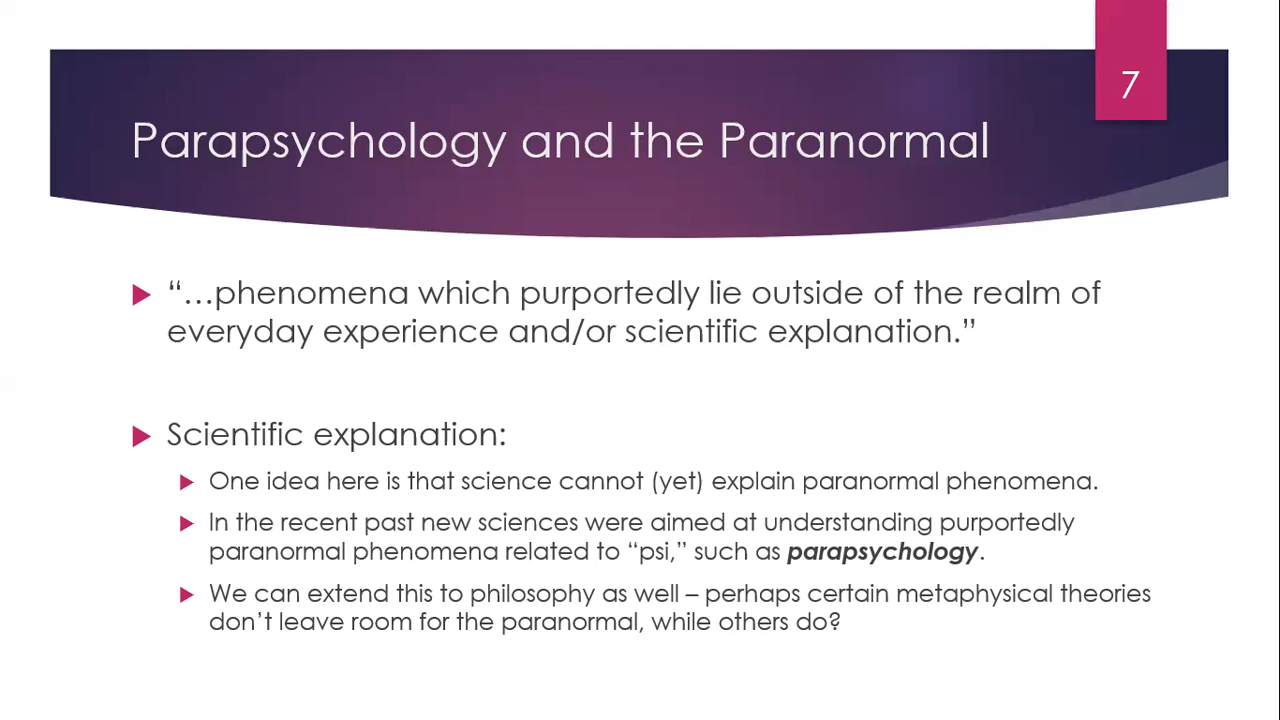 7
Parapsychology and the Paranormal
“…phenomena which purportedly lie outside of the realm of
everyday experience and/or scientific explanation.”
Scientific explanation:
One idea here is that science cannot (yet) explain paranormal phenomena.
In the recent past new sciences were aimed at understanding purportedly
paranormal phenomena related to “psi,” such as parapsychology.
We can extend this to philosophy as well – perhaps certain metaphysical theories
don’t leave room for the paranormal, while others do?